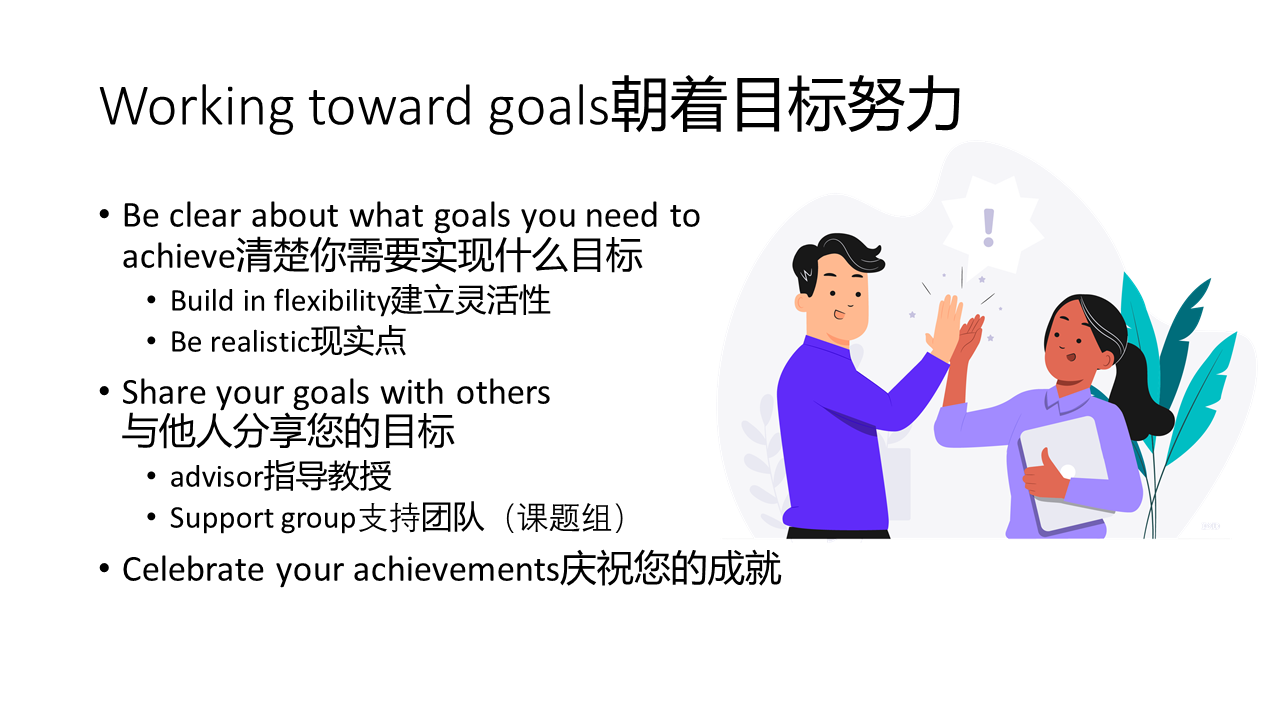 Working toward goals朝着目标努力
• Be clear about what goals you need to
achieve清楚你需要实现什么目标
• Build in flexibility建立灵活性
• Be realistic现实点
• Share your goals with others
与他人分享您的目标
• advisor指导教授
• Support group支持团队（课题组）
• Celebrate your achievements庆祝您的成就
!